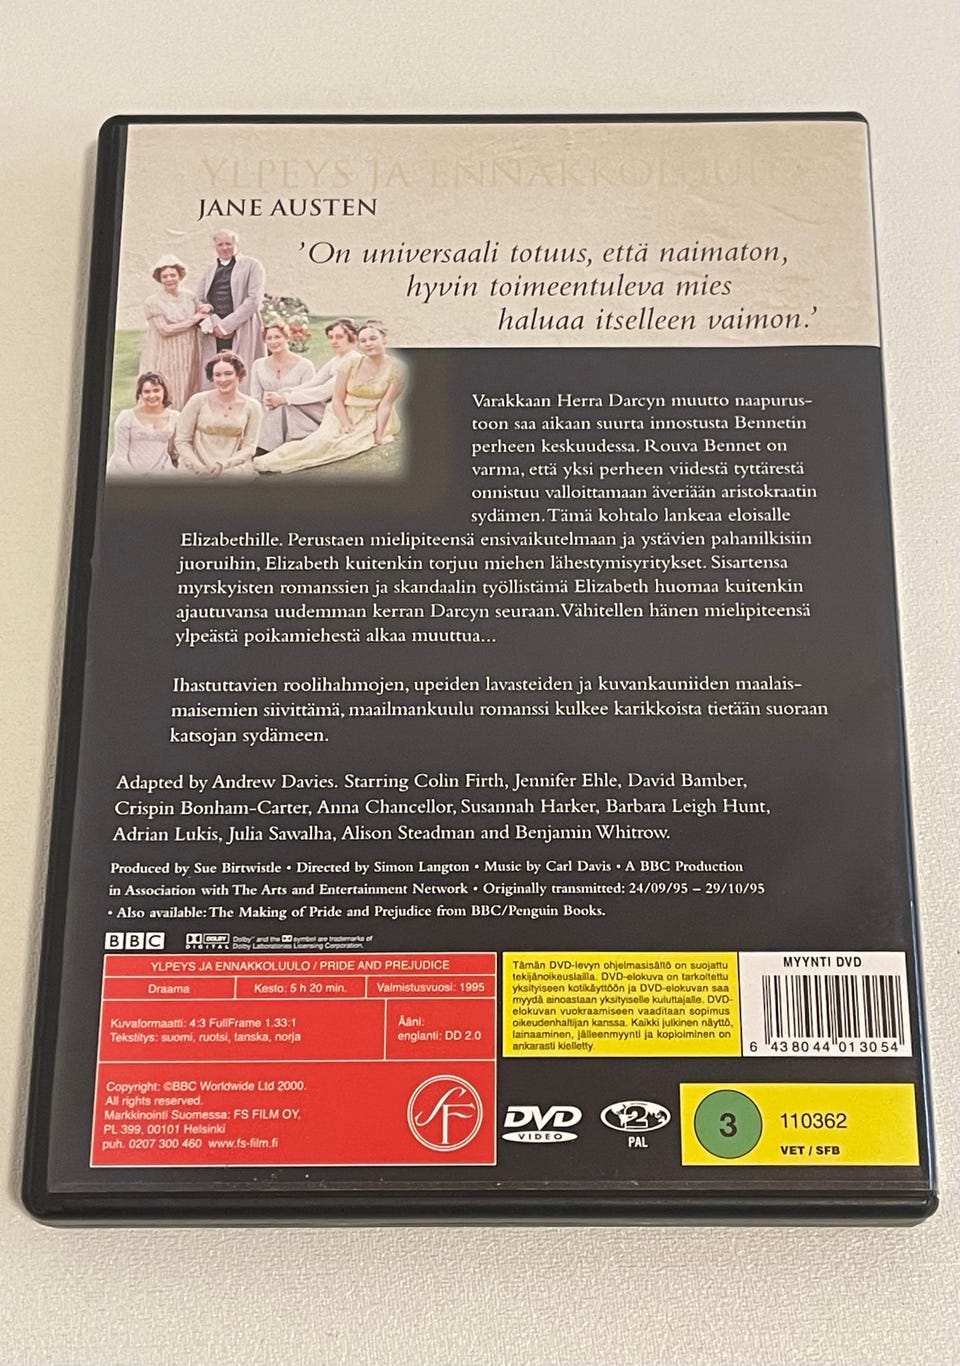 YLPEYS JA ENNAKKOLUULO
JANE AUSTEN
'On universaali totuus, että naimaton,
hyvin toimeentuleva mies
haluaa itselleen vaimon.'
Varakkaan Herra Darcyn muutto naapurus-
toon saa aikaan suurta innostusta Bennetin
perheen keskuudessa. Rouva Bennet on
varma, että yksi perheen viidestä tyttärestä
onnistuu valloittamaan äveriään aristokraatin
sydämen. Tämä kohtalo lankeaa eloisalle
Elizabethille. Perustaen mielipiteensä ensivaikutelmaan ja ystävien pahanilkisiin
juoruihin, Elizabeth kuitenkin torjuu miehen lähestymisyritykset. Sisartensa
myrskyisten romanssien ja skandaalin työllistämä Elizabeth huomaa kuitenkin
ajautuvansa uudemman kerran Darcyn seuraan. Vähitellen hänen mielipiteensä
ylpeästä poikamiehestä alkaa muuttua...
Ihastuttavien roolihahmojen, upeiden lavasteiden ja kuvankauniiden maalais-
maisemien siivittämä, maailmankuulu romanssi kulkee karikkoista tietään suoraan
katsojan sydämeen.
Adapted by Andrew Davies. Starring Colin Firth, Jennifer Ehle, David Bamber,
Crispin Bonham-Carter, Anna Chancellor, Susannah Harker, Barbara Leigh Hunt,
Adrian Lukis, Julia Sawalha, Alison Steadman and Benjamin Whitrow.
Produced by Sue Birtwistle • Directed by Simon Langton • Music by Carl Davis • A BBC Production
in Association with The Arts and Entertainment Network • Originally transmitted: 24/09/95 – 29/10/95
• Also available: The Making of Pride and Prejudice from BBC/Penguin Books.
BBC
DOLBY
DIGITAL
Dolby™ and the symbol are trademarks of
Dolby Laboratories Licensing Corporation.
YLPEYS JA ENNAKKOLUULO / PRIDE AND PREJUDICE
Draama Kesto: 5 h 20 min. Valmistusvuosi: 1995
Kuvaformaatti: 4:3 FullFrame 1.33:1
Tekstitys: suomi, ruotsi, tanska, norja
Ääni:
englanti: DD 2.0
Copyright: ©BBC Worldwide Ltd 2000.
All rights reserved.
Markkinointi Suomessa: FS FILM OY,
PL 399, 00101 Helsinki
puh. 0207 300 460 www.fs-film.fi
SF
Tämän DVD-levyn ohjelmasisältö on suojattu
tekijänoikeuslailla. DVD-elokuva on tarkoitettu
yksityiseen kotikäyttöön ja DVD-elokuvan saa
myydä ainoastaan yksityiselle kuluttajalle. DVD-
elokuvan vuokraamiseen vaaditaan sopimus
oikeudenhaltijan kanssa. Kaikki julkinen näyttö,
lainaaminen, jälleenmyynti ja kopioiminen on
ankarasti kielletty.
MYYNTI DVD
6 438044 013054
DVD
VIDEO
2
PAL
3
110362
VET / SFB